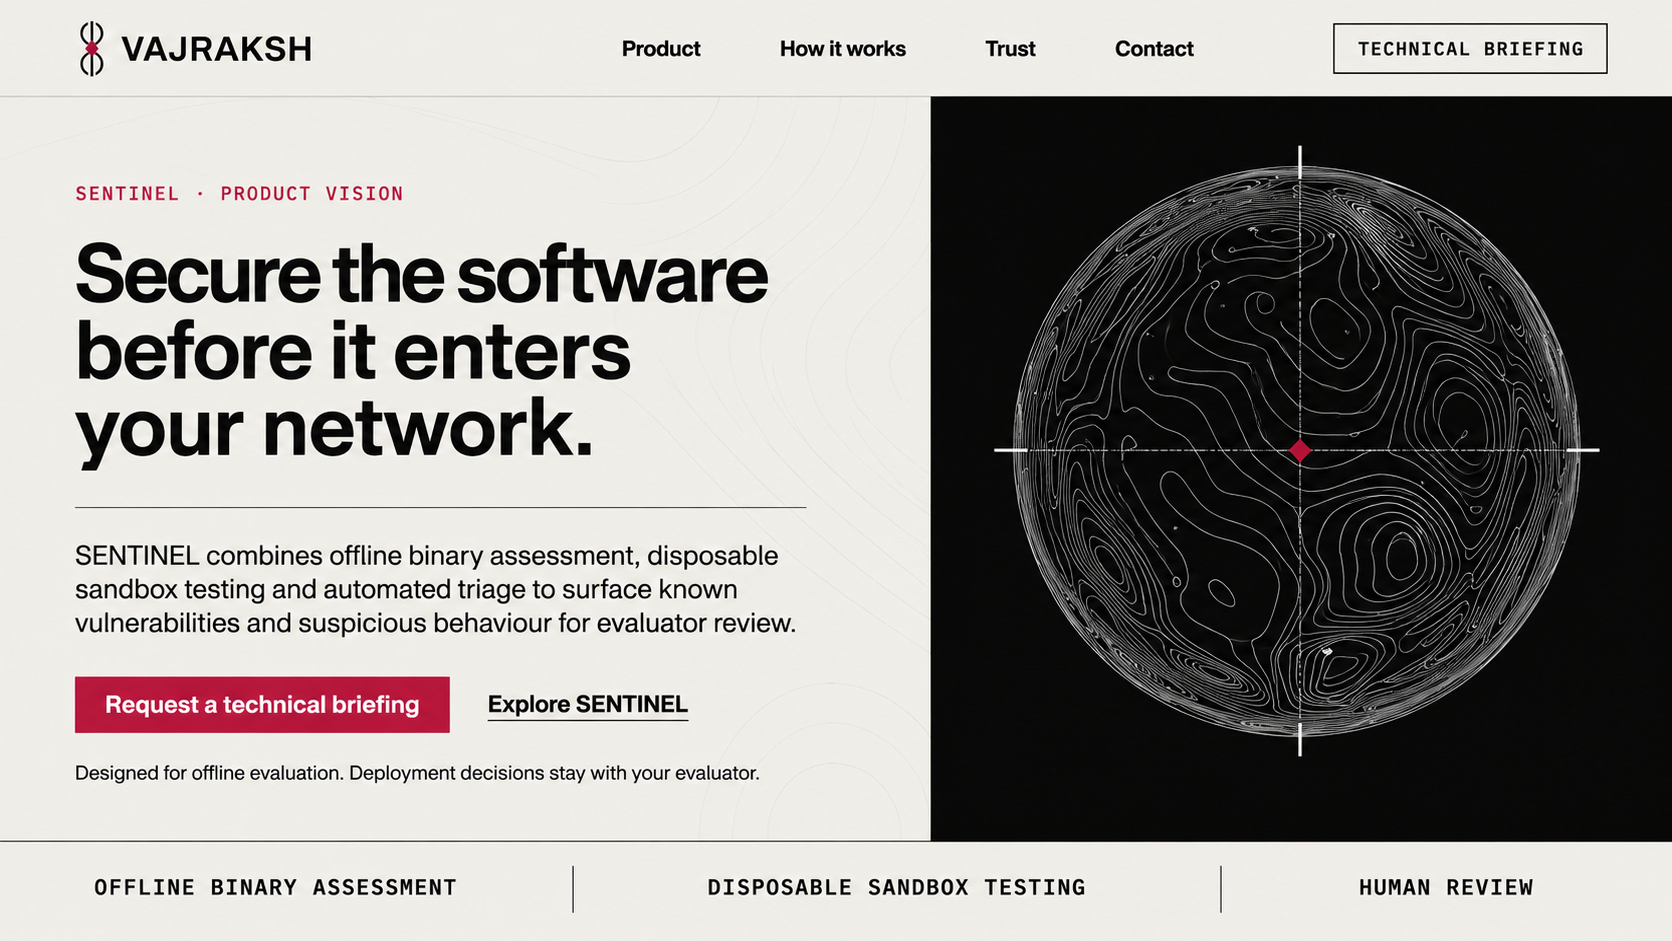 VAJRAKSH
Product
How it works
Trust
Contact
TECHNICAL BRIEFING
SENTINEL · PRODUCT VISION
Secure the software
before it enters
your network.
SENTINEL combines offline binary assessment, disposable
sandbox testing and automated triage to surface known
vulnerabilities and suspicious behaviour for evaluator review.
Request a technical briefing
Explore SENTINEL
Designed for offline evaluation. Deployment decisions stay with your evaluator.
OFFLINE BINARY ASSESSMENT
DISPOSABLE SANDBOX TESTING
HUMAN REVIEW